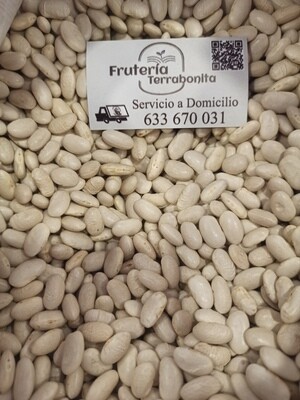 Frutería
Terrabonita
Servicio a Domicilio
633 670 031